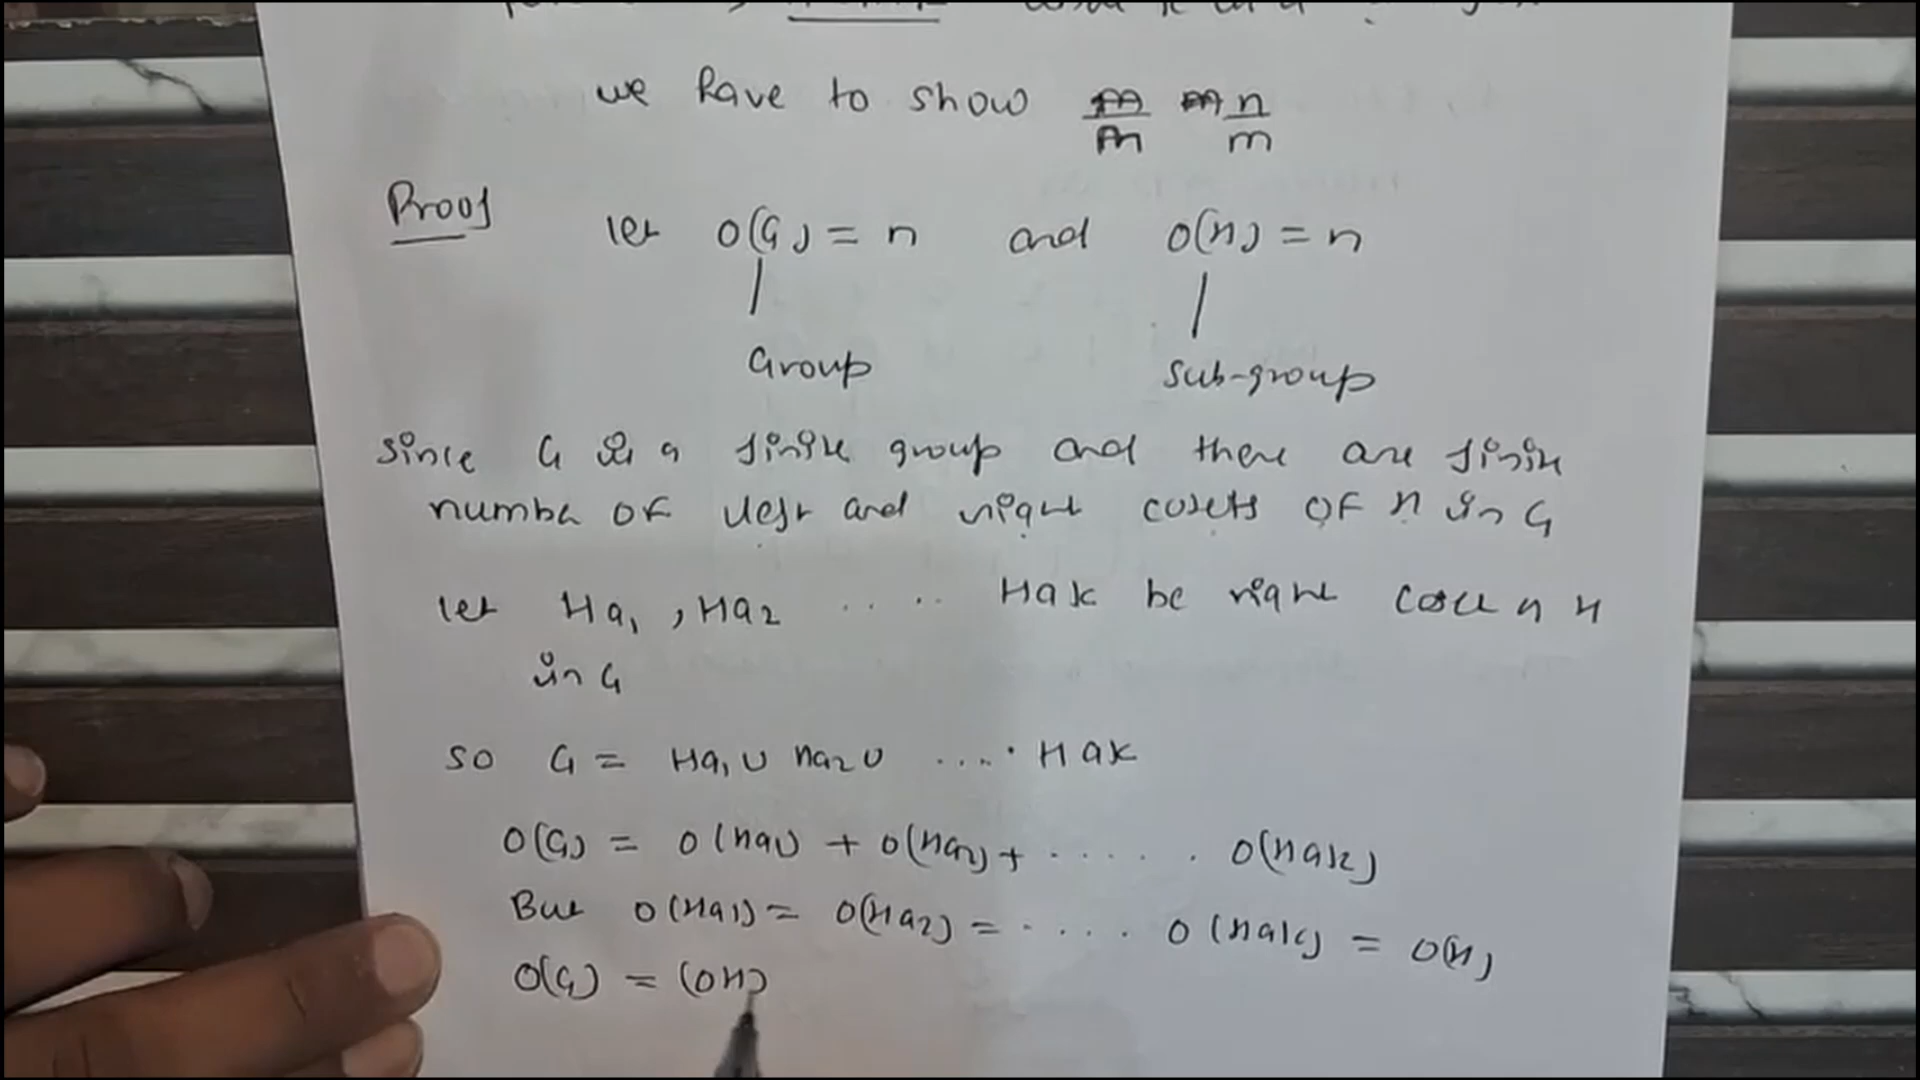 we have to show n/m
Proof let O(G) = n and O(H) = n
Group Sub-group
Since G is a finite group and there are finite
number of left and right cosets of H in G
let Ha1, Ha2 ..... Hak be right coset of H
in G
So G = Ha1 U Ha2 U ..... Hak
O(G) = O(Ha1) + O(Ha2) + ...... O(Hak)
But O(Ha1) = O(Ha2) = ..... O(Hak) = O(H)
O(G) = (OH)